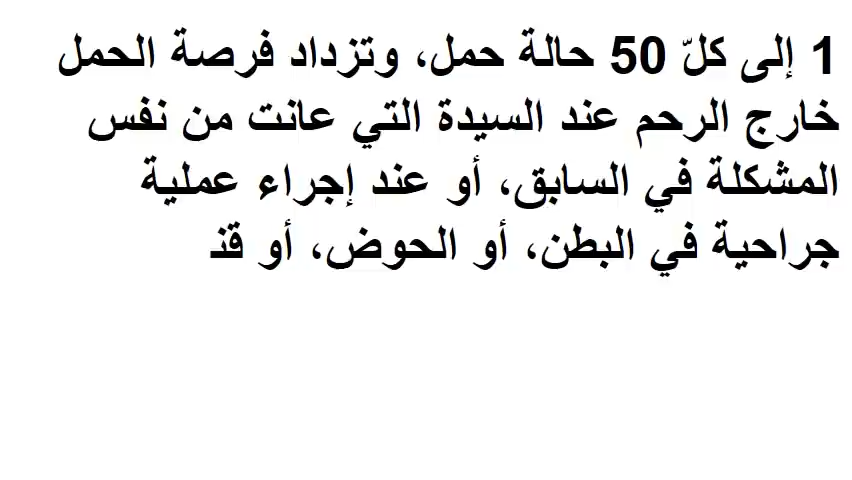 1 إلى كلّ 50 حالة حمل، وتزداد فرصة الحمل
خارج الرحم عند السيدة التي عانت من نفس
المشكلة في السابق، أو عند إجراء عملية
جراحية في البطن، أو الحوض، أو قند